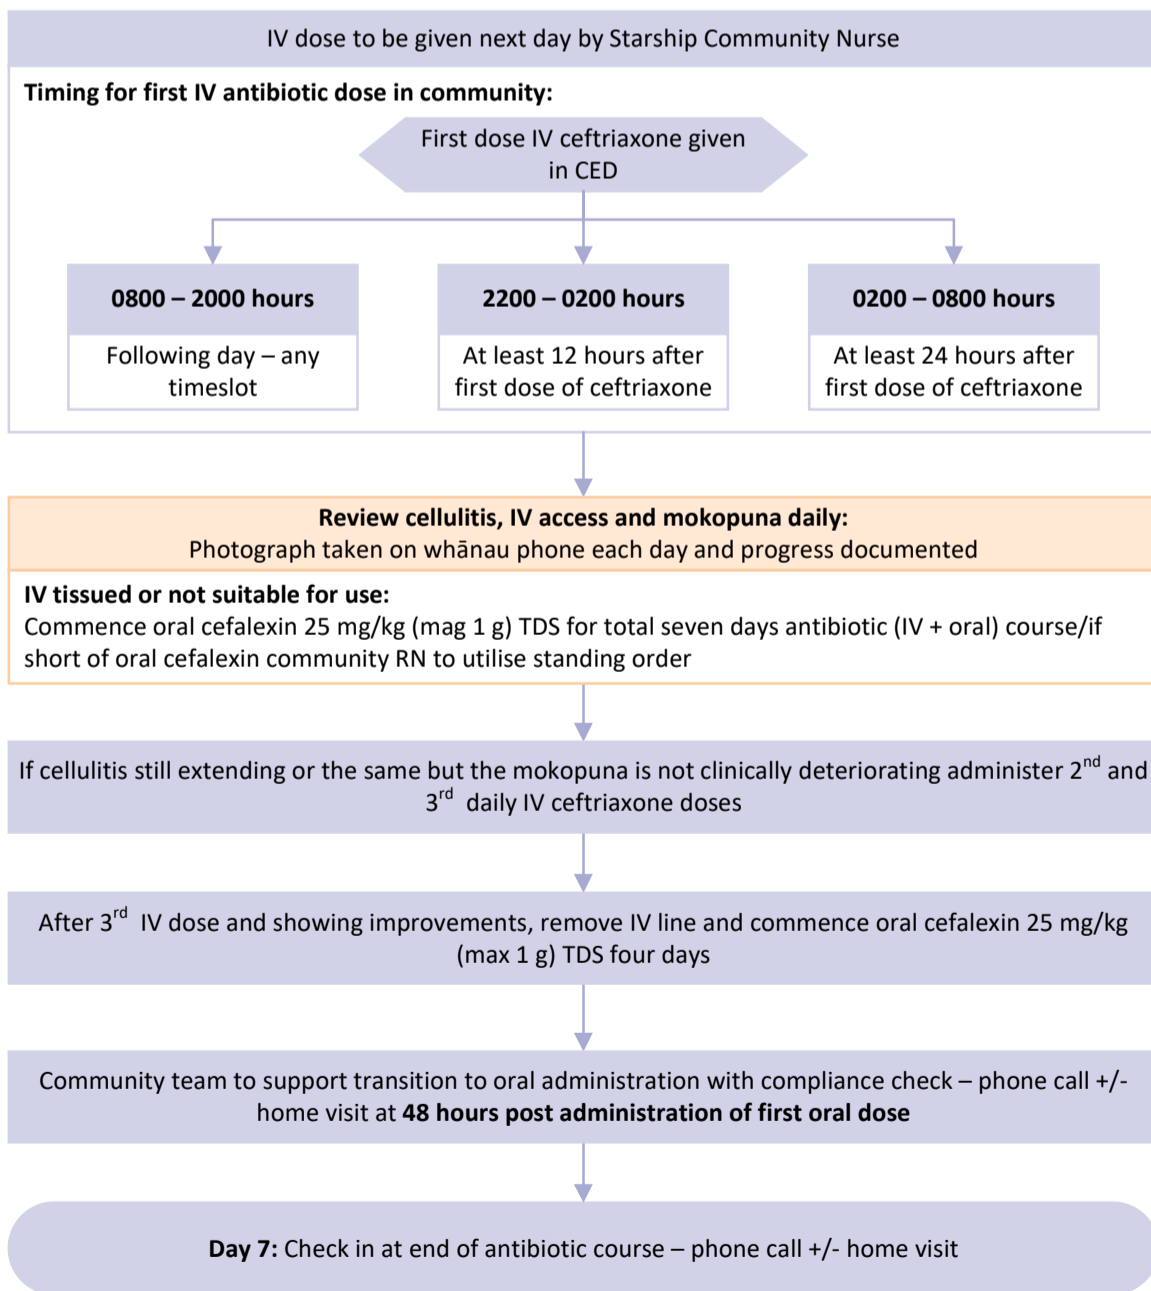 IV dose to be given next day by Starship Community Nurse
Timing for first IV antibiotic dose in community:
First dose IV ceftriaxone given
in CED
0800 – 2000 hours
Following day – any
timeslot
2200 – 0200 hours
At least 12 hours after
first dose of ceftriaxone
0200 – 0800 hours
At least 24 hours after
first dose of ceftriaxone
Review cellulitis, IV access and mokopuna daily:
Photograph taken on whānau phone each day and progress documented
IV tissued or not suitable for use:
Commence oral cefalexin 25 mg/kg (mag 1 g) TDS for total seven days antibiotic (IV + oral) course/if
short of oral cefalexin community RN to utilise standing order
If cellulitis still extending or the same but the mokopuna is not clinically deteriorating administer 2nd and
3rd daily IV ceftriaxone doses
After 3rd IV dose and showing improvements, remove IV line and commence oral cefalexin 25 mg/kg
(max 1 g) TDS four days
Community team to support transition to oral administration with compliance check – phone call +/-
home visit at 48 hours post administration of first oral dose
Day 7: Check in at end of antibiotic course – phone call +/- home visit